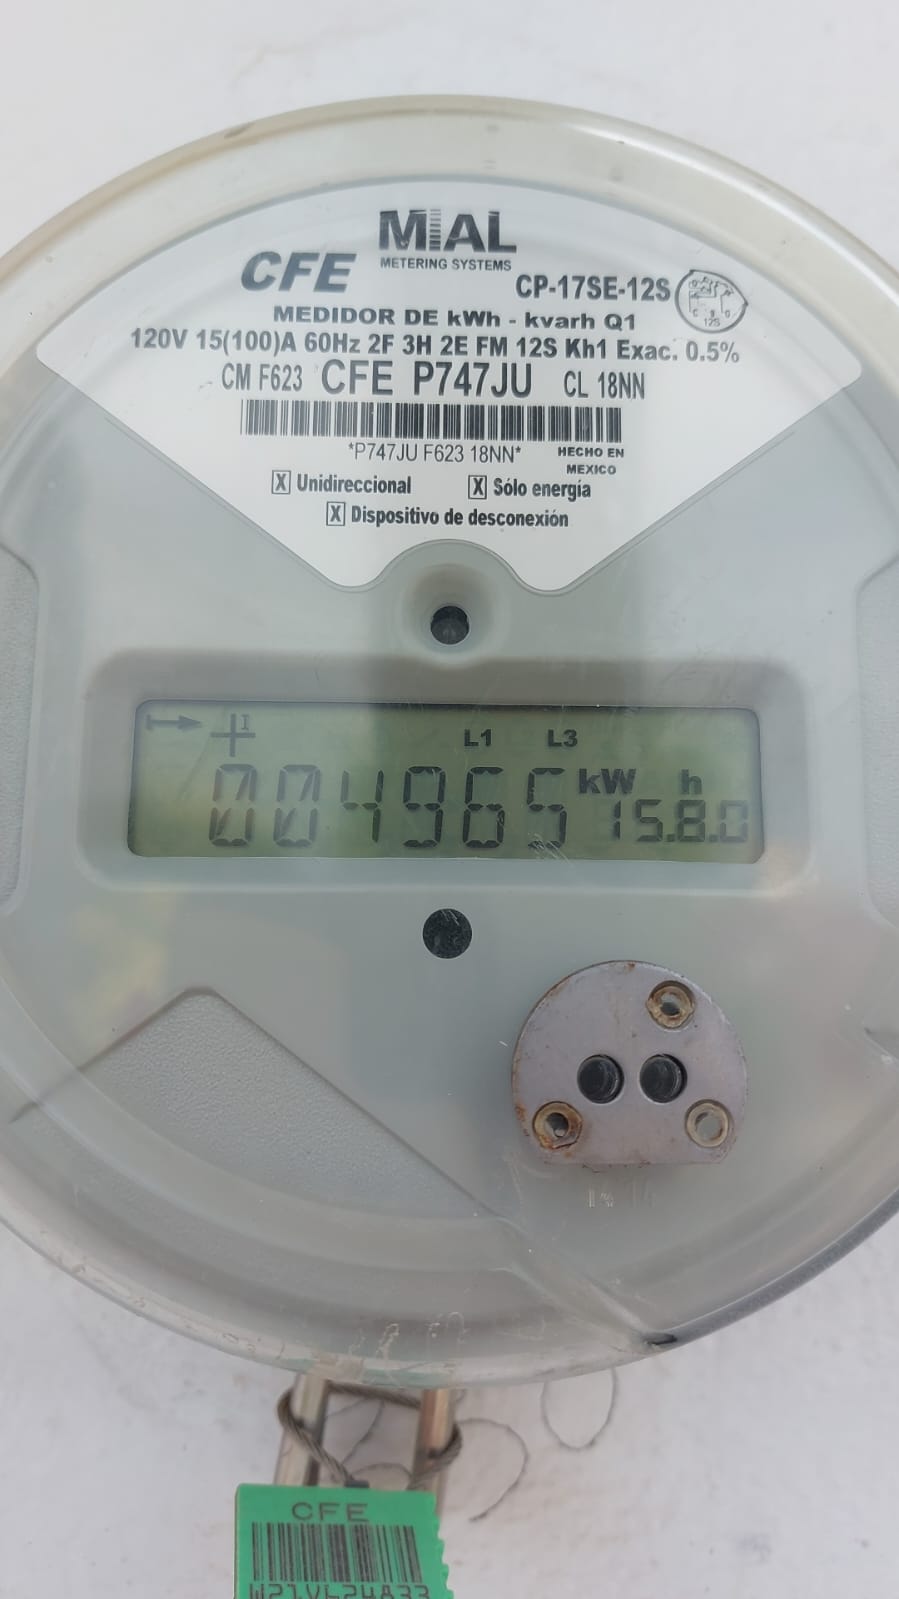 MIAL
METERING SYSTEMS
CFE
CP-17SE-12S
12S
MEDIDOR DE kWh - kvarh Q1
120V 15(100)A 60Hz 2F 3H 2E FM 12S Kh1 Exac. 0.5%
CM F623 CFE P747JU CL 18NN
*P747JU F623 18NN*
HECHO EN
MEXICO
X Unidireccional X Sólo energía
X Dispositivo de desconexión
L1 L3
004965 kW h 15.8.0
CFE